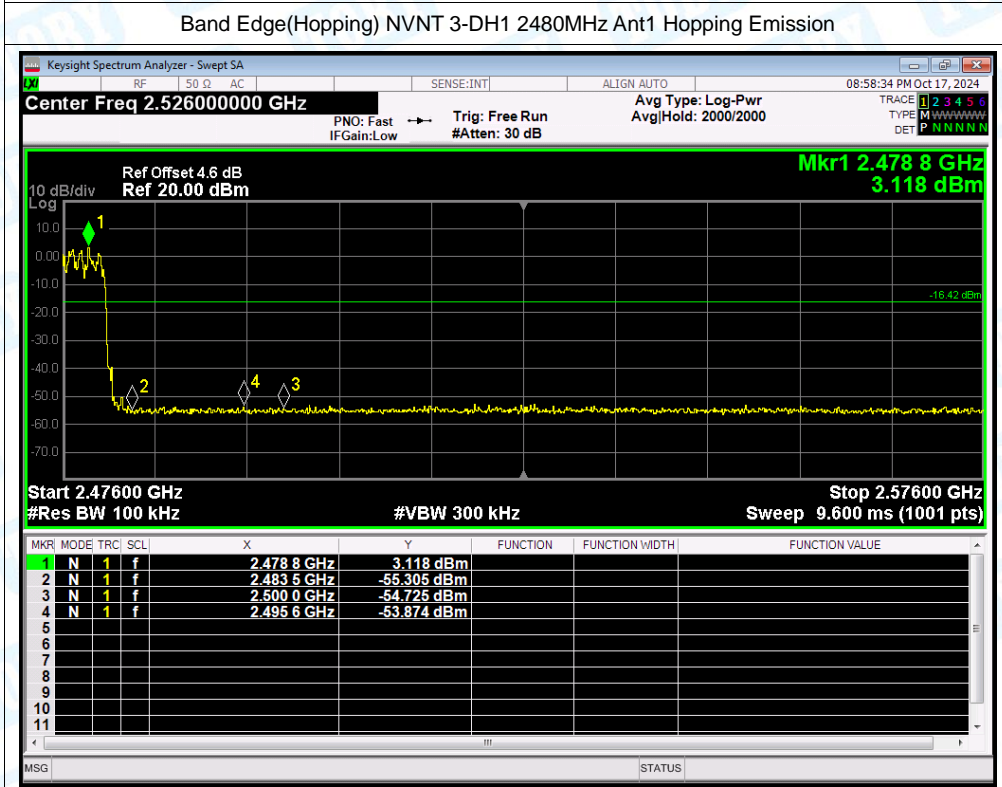 Band Edge(Hopping) NVNT 3-DH1 2480MHz Ant1 Hopping Emission
Keysight Spectrum Analyzer - Swept SA
LXI RF 50 Ω AC SENSE:INT ALIGN AUTO 08:58:34 PM Oct 17, 2024
Center Freq 2.526000000 GHz
PNO: Fast
IFGain:Low
Trig: Free Run
#Atten: 30 dB
Avg Type: Log-Pwr
Avg|Hold: 2000/2000
TRACE 1 2 3 4 5 6
TYPE M W W W W W
DET P N N N N N
Mkr1 2.478 8 GHz
3.118 dBm
Ref Offset 4.6 dB
10 dB/div Ref 20.00 dBm
Log
10.0
0.00
-10.0
-20.0
-30.0
-40.0
-50.0
-60.0
-70.0
1
-16.42 dBm
2
4
3
Start 2.47600 GHz Stop 2.57600 GHz
#Res BW 100 kHz #VBW 300 kHz Sweep 9.600 ms (1001 pts)
MKR MODE TRC SCL X Y FUNCTION FUNCTION WIDTH FUNCTION VALUE
1 N 1 f 2.478 8 GHz 3.118 dBm
2 N 1 f 2.483 5 GHz -55.305 dBm
3 N 1 f 2.500 0 GHz -54.725 dBm
4 N 1 f 2.495 6 GHz -53.874 dBm
5
6
7
8
9
10
11
MSG STATUS